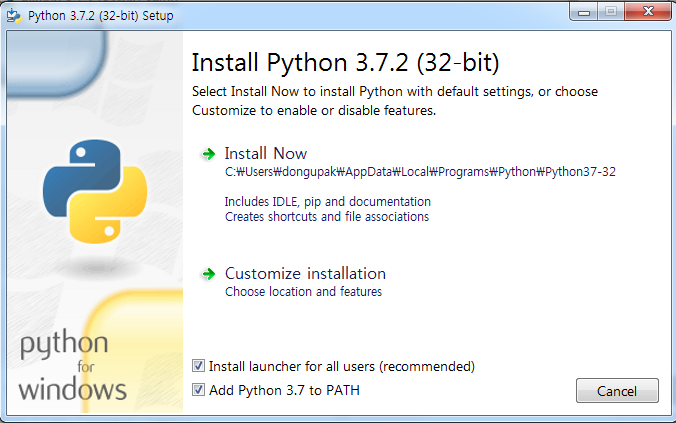 Python 3.7.2 (32-bit) Setup
Install Python 3.7.2 (32-bit)
Select Install Now to install Python with default settings, or choose
Customize to enable or disable features.
Install Now
C:₩Users₩dongupak₩AppData₩Local₩Programs₩Python₩Python37-32
Includes IDLE, pip and documentation
Creates shortcuts and file associations
Customize installation
Choose location and features
python
for
windows
Install launcher for all users (recommended)
Add Python 3.7 to PATH
Cancel